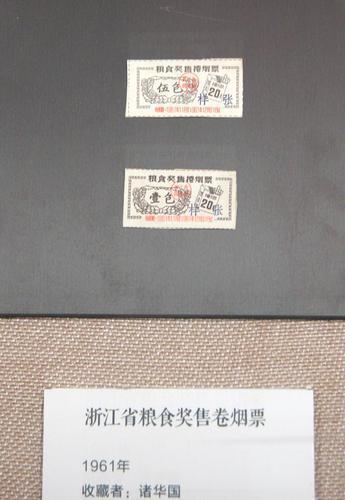 粮食奖售捲烟票
伍包
20
样 张
粮食奖售捲烟票
壹包
20
样 张
浙江省粮食奖售卷烟票
1961年
收藏者：诸华国